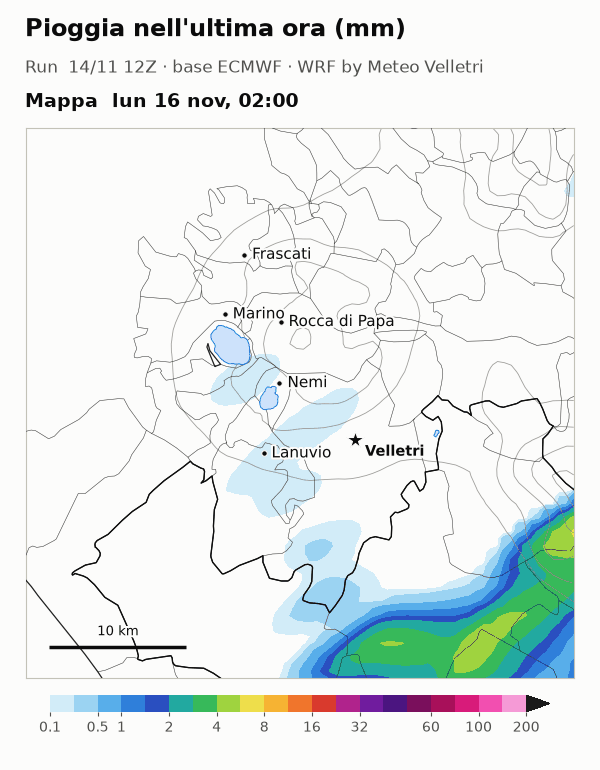 Pioggia nell'ultima ora (mm)
Run  14/11 12Z · base ECMWF · WRF by Meteo Velletri
Mappa  lun 16 nov, 02:00
Frascati
Marino
Rocca di Papa
Nemi
Velletri
Lanuvio
10 km
0.1 0.5 1 2 4 8 16 32 60 100 200